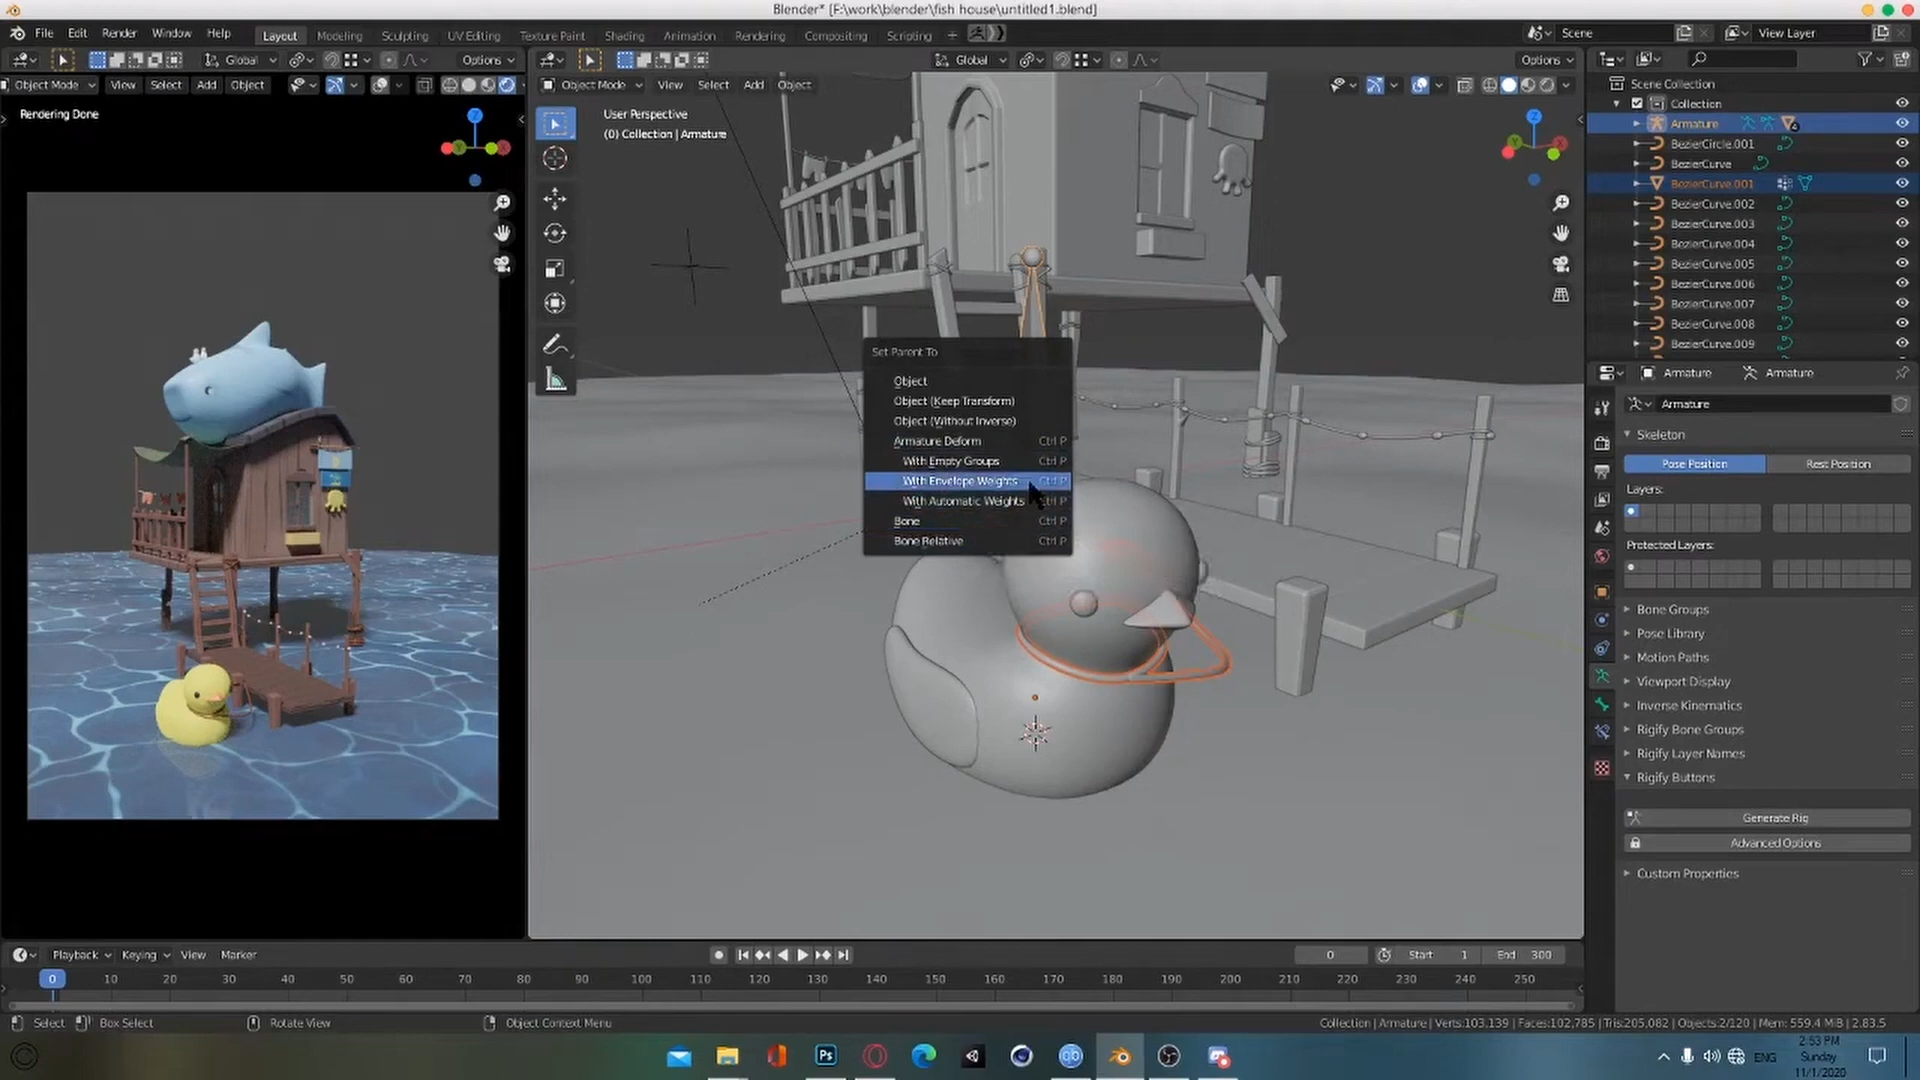 Blender* [E:\work\blender\fish house\untitled1.blend]
File Edit Render Window Help Layout Modeling Sculpting UV Editing Texture Paint Shading Animation Rendering Compositing Scripting + Scene View Layer
Global Options Global Options
Object Mode View Select Add Object Object Mode View Select Add Object
Rendering Done
User Perspective
(0) Collection | Armature
Z
Z
Scene Collection
Collection
Armature
BezierCircle.001
BezierCurve
BezierCurve.001
BezierCurve.002
BezierCurve.003
BezierCurve.004
BezierCurve.005
BezierCurve.006
BezierCurve.007
BezierCurve.008
BezierCurve.009
Set Parent To
Object
Object (Keep Transform)
Object (Without Inverse)
Armature Deform Ctrl P
With Empty Groups Ctrl P
With Envelope Weights Ctrl P
With Automatic Weights Ctrl P
Bone Ctrl P
Bone Relative Ctrl P
Armature Armature
Armature
Skeleton
Pose Position Rest Position
Layers:
Protected Layers:
Bone Groups
Pose Library
Motion Paths
Viewport Display
Inverse Kinematics
Rigify Bone Groups
Rigify Layer Names
Rigify Buttons
Generate Rig
Advanced Options
Custom Properties
Playback Keying View Marker 0 Start 1 End 300
0 10 20 30 40 50 60 70 80 90 100 110 120 130 140 150 160 170 180 190 200 210 220 230 240 250
Select Box Select Rotate View Object Context Menu Collection | Armature | Verts:103,139 | Faces:102,785 | Tris:205,082 | Objects:2/120 | Mem: 559.4 MiB | 2.83.5
Ps
ENG
2:53 PM
Sunday
11/1/2020